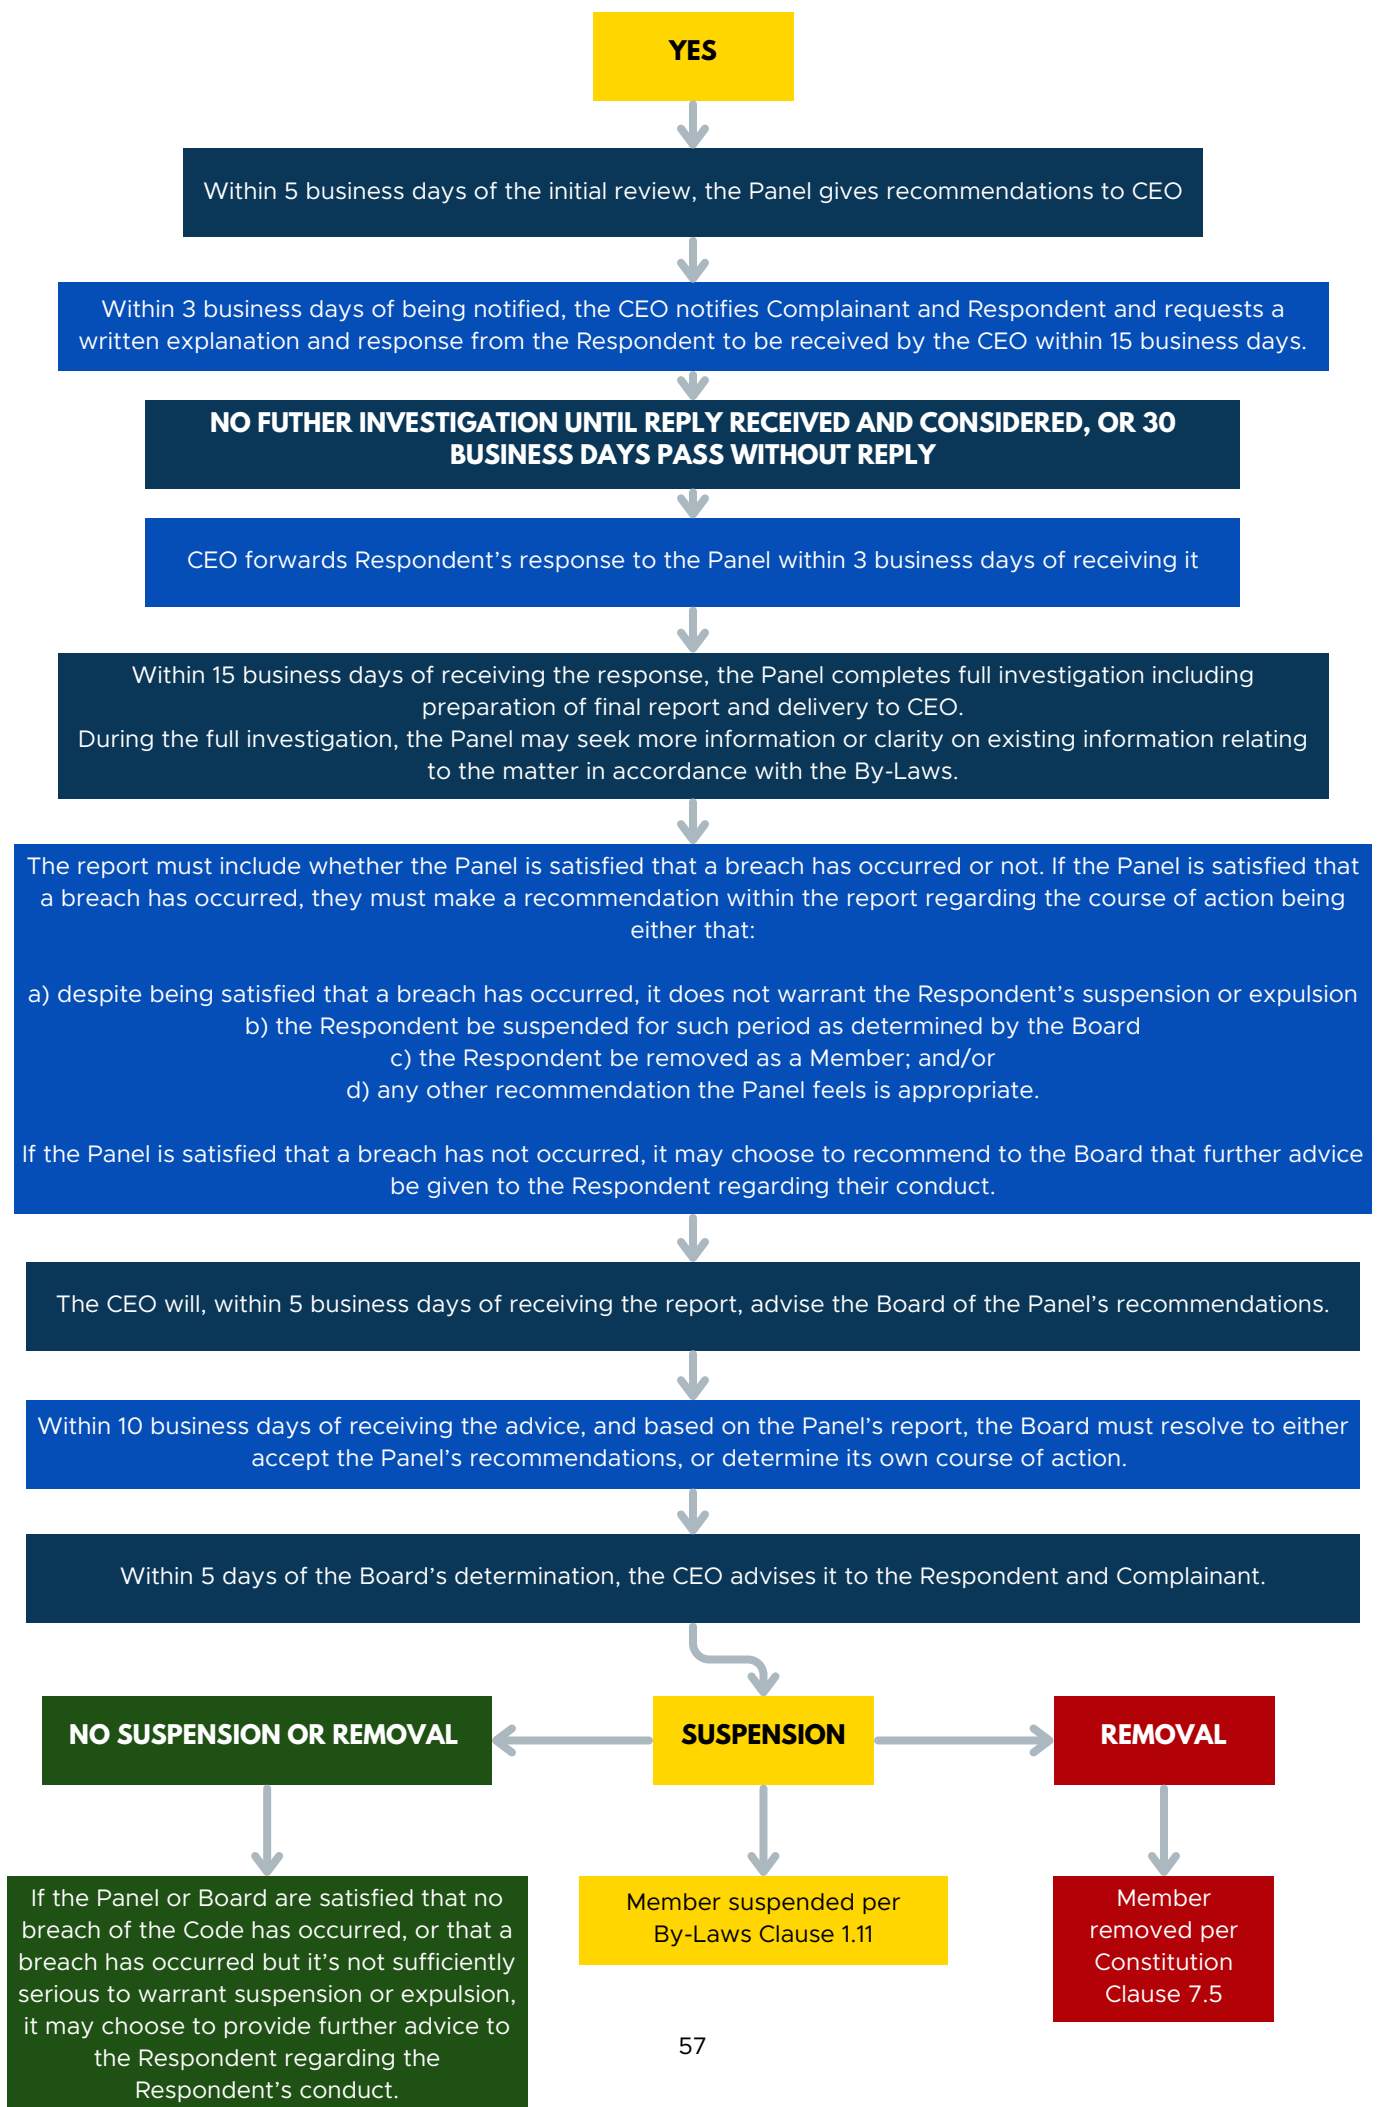 YES
Within 5 business days of the initial review, the Panel gives recommendations to CEO
Within 3 business days of being notified, the CEO notifies Complainant and Respondent and requests a
written explanation and response from the Respondent to be received by the CEO within 15 business days.
NO FUTHER INVESTIGATION UNTIL REPLY RECEIVED AND CONSIDERED, OR 30
BUSINESS DAYS PASS WITHOUT REPLY
CEO forwards Respondent’s response to the Panel within 3 business days of receiving it
Within 15 business days of receiving the response, the Panel completes full investigation including
preparation of final report and delivery to CEO.
During the full investigation, the Panel may seek more information or clarity on existing information relating
to the matter in accordance with the By-Laws.
The report must include whether the Panel is satisfied that a breach has occurred or not. If the Panel is satisfied that
a breach has occurred, they must make a recommendation within the report regarding the course of action being
either that:
a) despite being satisfied that a breach has occurred, it does not warrant the Respondent’s suspension or expulsion
b) the Respondent be suspended for such period as determined by the Board
c) the Respondent be removed as a Member; and/or
d) any other recommendation the Panel feels is appropriate.
If the Panel is satisfied that a breach has not occurred, it may choose to recommend to the Board that further advice
be given to the Respondent regarding their conduct.
The CEO will, within 5 business days of receiving the report, advise the Board of the Panel’s recommendations.
Within 10 business days of receiving the advice, and based on the Panel’s report, the Board must resolve to either
accept the Panel’s recommendations, or determine its own course of action.
Within 5 days of the Board’s determination, the CEO advises it to the Respondent and Complainant.
NO SUSPENSION OR REMOVAL
SUSPENSION
REMOVAL
If the Panel or Board are satisfied that no
breach of the Code has occurred, or that a
breach has occurred but it’s not sufficiently
serious to warrant suspension or expulsion,
it may choose to provide further advice to
the Respondent regarding the
Respondent’s conduct.
Member suspended per
By-Laws Clause 1.11
Member
removed per
Constitution
Clause 7.5
57